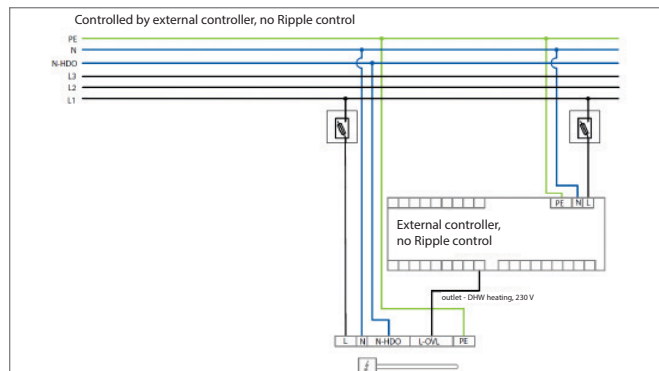 Controlled by external controller, no Ripple control
PE
N
N-HDO
L3
L2
L1
PE N L
External controller,
no Ripple control
outlet - DHW heating, 230 V
L N N-HDO L-OVL PE